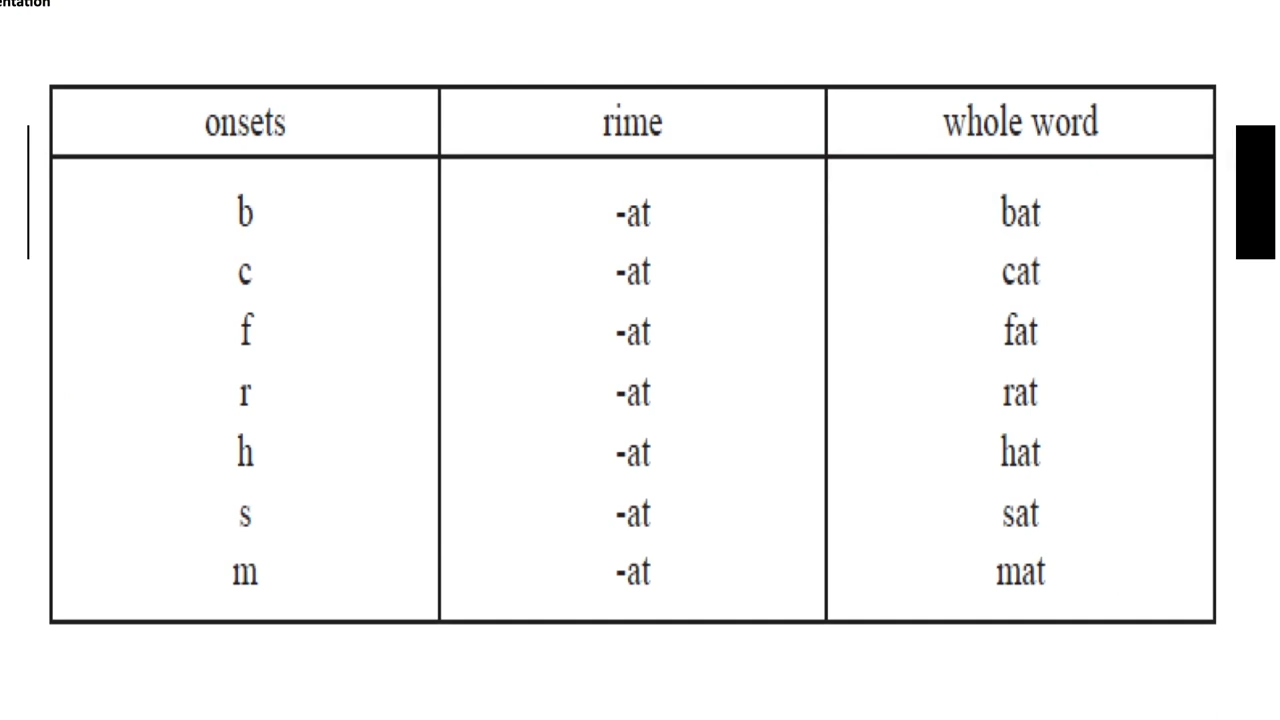 entation
onsets rime whole word
b -at bat
c -at cat
f -at fat
r -at rat
h -at hat
s -at sat
m -at mat